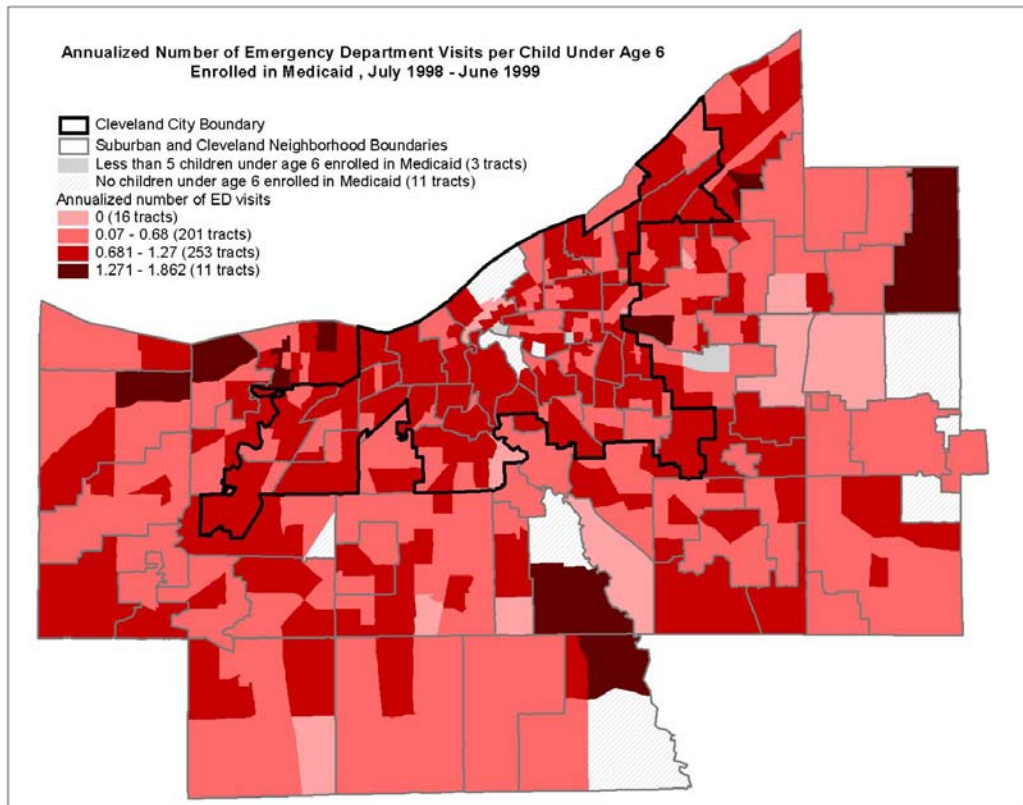 Annualized Number of Emergency Department Visits per Child Under Age 6
Enrolled in Medicaid , July 1998 - June 1999
Cleveland City Boundary
Suburban and Cleveland Neighborhood Boundaries
Less than 5 children under age 6 enrolled in Medicaid (3 tracts)
No children under age 6 enrolled in Medicaid (11 tracts)
Annualized number of ED visits
0 (16 tracts)
0.07 - 0.68 (201 tracts)
0.681 - 1.27 (253 tracts)
1.271 - 1.862 (11 tracts)